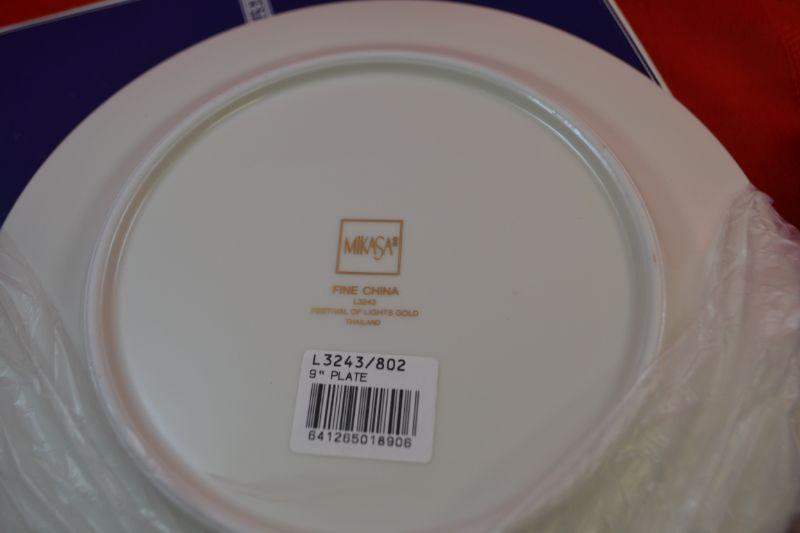 MIKASA
FINE CHINA
L3243
FESTIVAL OF LIGHTS GOLD
THAILAND
L3243/802
9" PLATE
641265018906